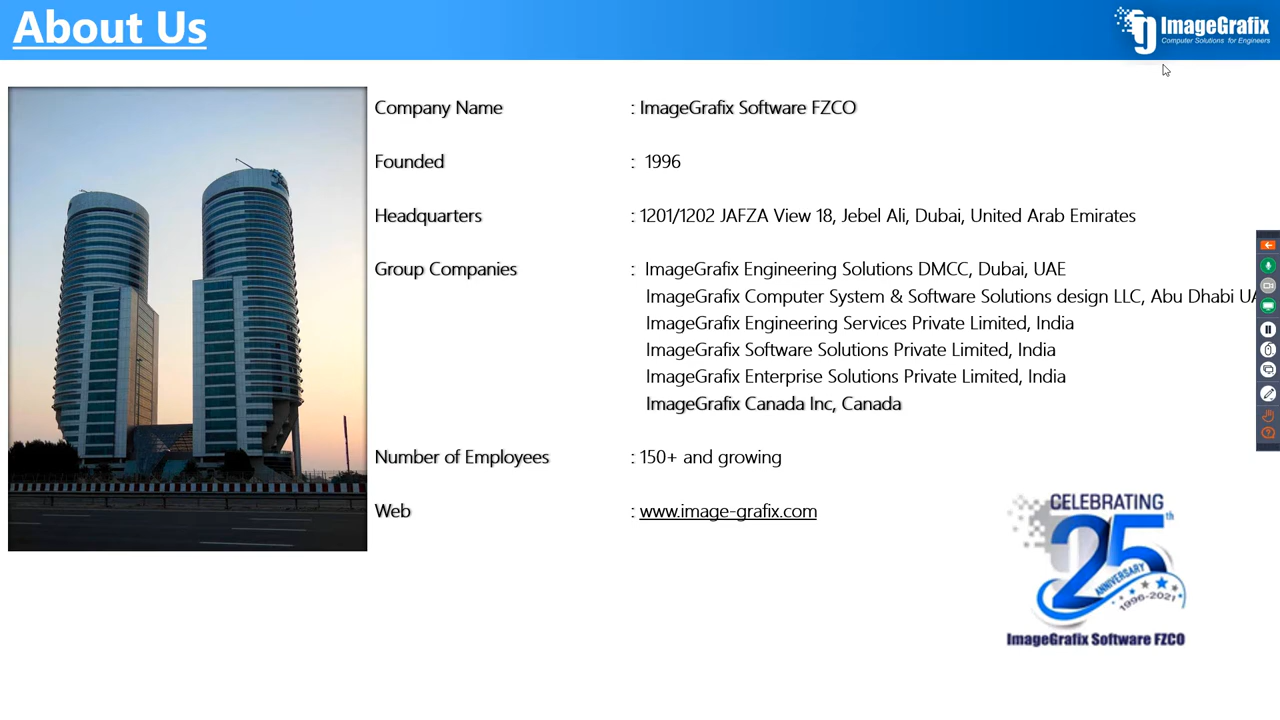 About Us
ImageGrafix
Computer Solutions for Engineers
Company Name : ImageGrafix Software FZCO
Founded : 1996
Headquarters : 1201/1202 JAFZA View 18, Jebel Ali, Dubai, United Arab Emirates
Group Companies : ImageGrafix Engineering Solutions DMCC, Dubai, UAE
ImageGrafix Computer System & Software Solutions design LLC, Abu Dhabi UA
ImageGrafix Engineering Services Private Limited, India
ImageGrafix Software Solutions Private Limited, India
ImageGrafix Enterprise Solutions Private Limited, India
ImageGrafix Canada Inc, Canada
Number of Employees : 150+ and growing
Web : www.image-grafix.com
CELEBRATING
25th
ANNIVERSARY
1996-2021
ImageGrafix Software FZCO